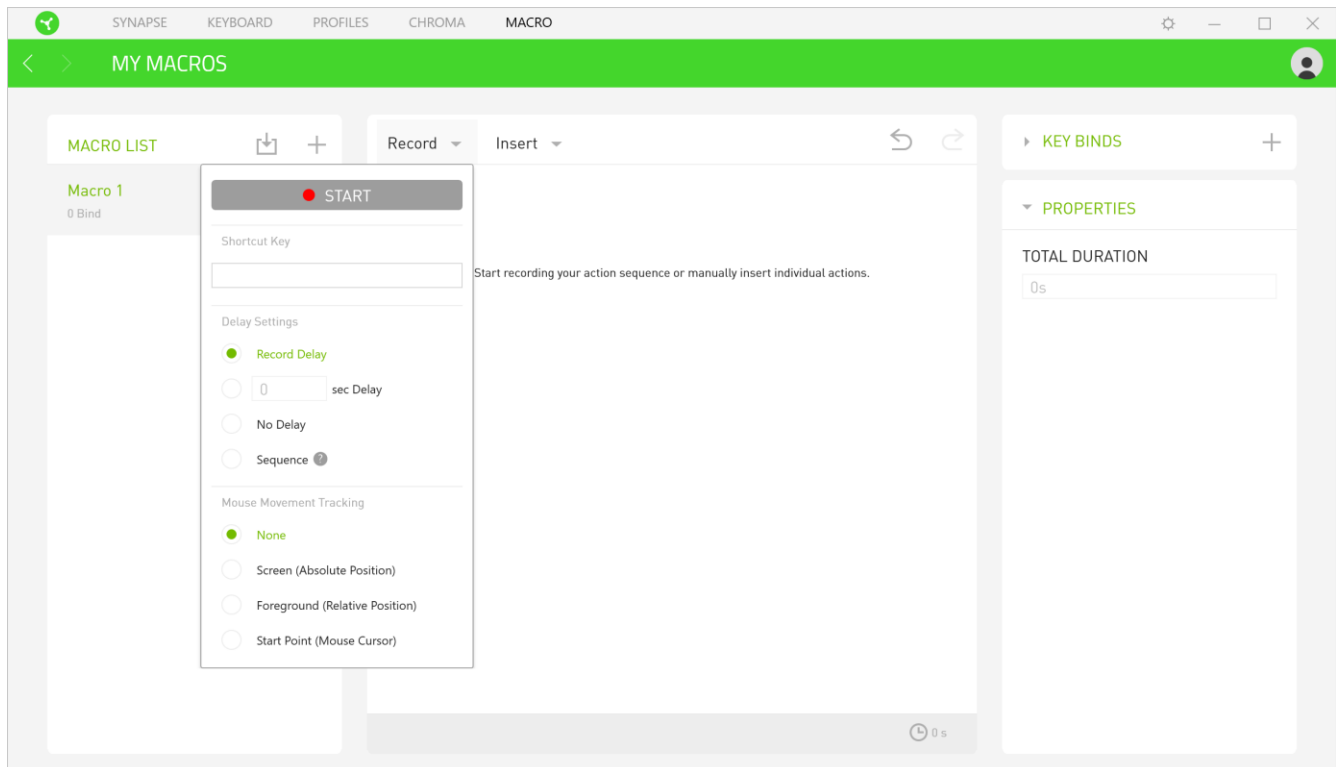 SYNAPSE KEYBOARD PROFILES CHROMA MACRO
MY MACROS
MACRO LIST
Macro 1
0 Bind
Record Insert
START
Shortcut Key
Start recording your action sequence or manually insert individual actions.
Delay Settings
Record Delay
0 sec Delay
No Delay
Sequence ?
Mouse Movement Tracking
None
Screen (Absolute Position)
Foreground (Relative Position)
Start Point (Mouse Cursor)
0 s
KEY BINDS
PROPERTIES
TOTAL DURATION
0s